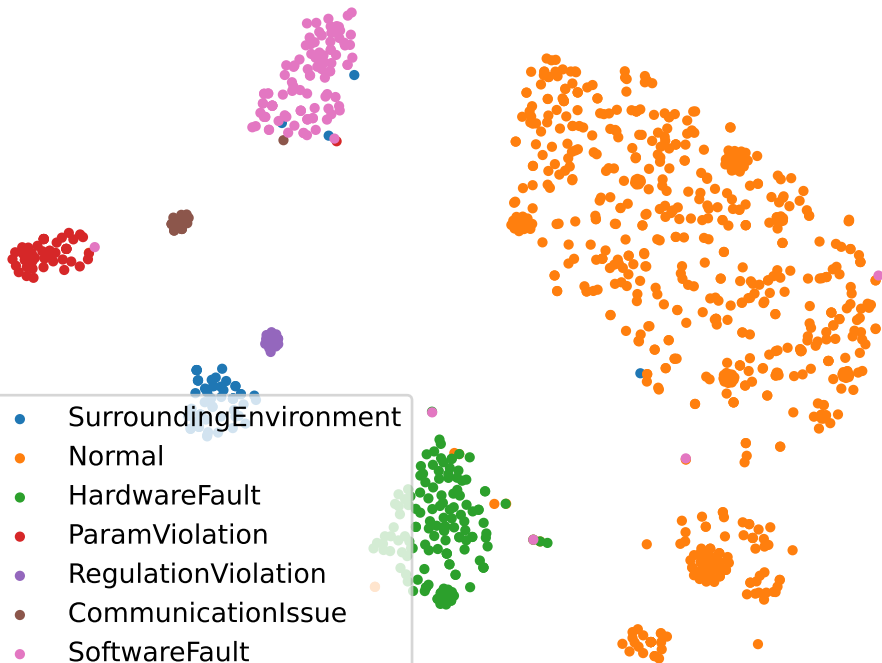 SurroundingEnvironment
Normal
HardwareFault
ParamViolation
RegulationViolation
CommunicationIssue
SoftwareFault